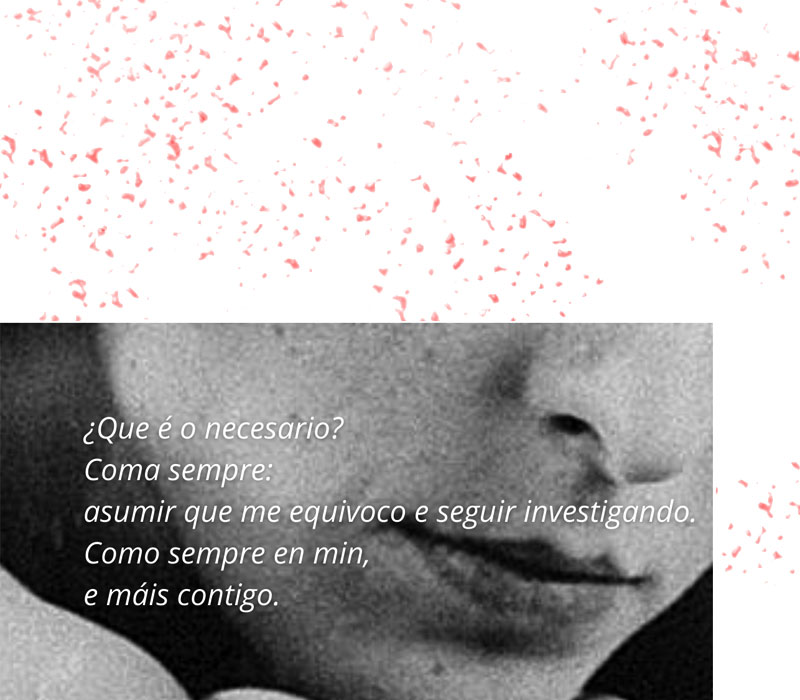 ¿Que é o necesario?
Coma sempre:
asumir que me equivoco e seguir investigando.
Como sempre en min,
e máis contigo.